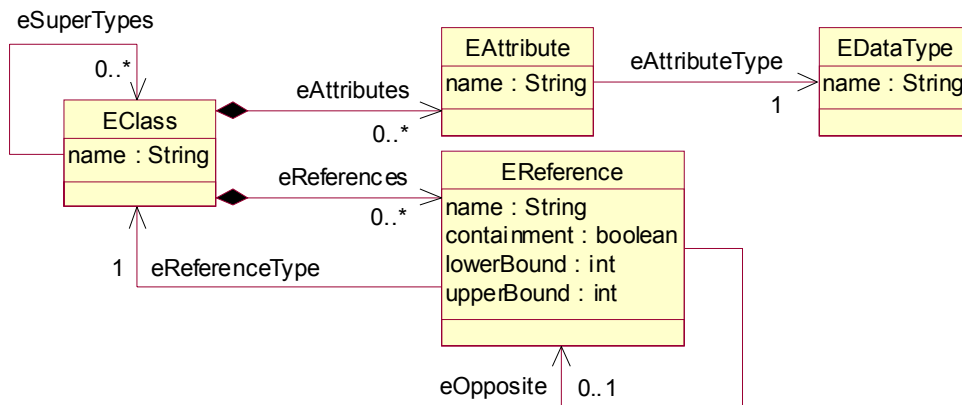 eSuperTypes
0..*
EClass
name : String
eAttributes
0..*
EAttribute
name : String
eAttributeType
1
EDataType
name : String
eReferences
0..*
EReference
name : String
containment : boolean
lowerBound : int
upperBound : int
1
eReferenceType
eOpposite
0..1